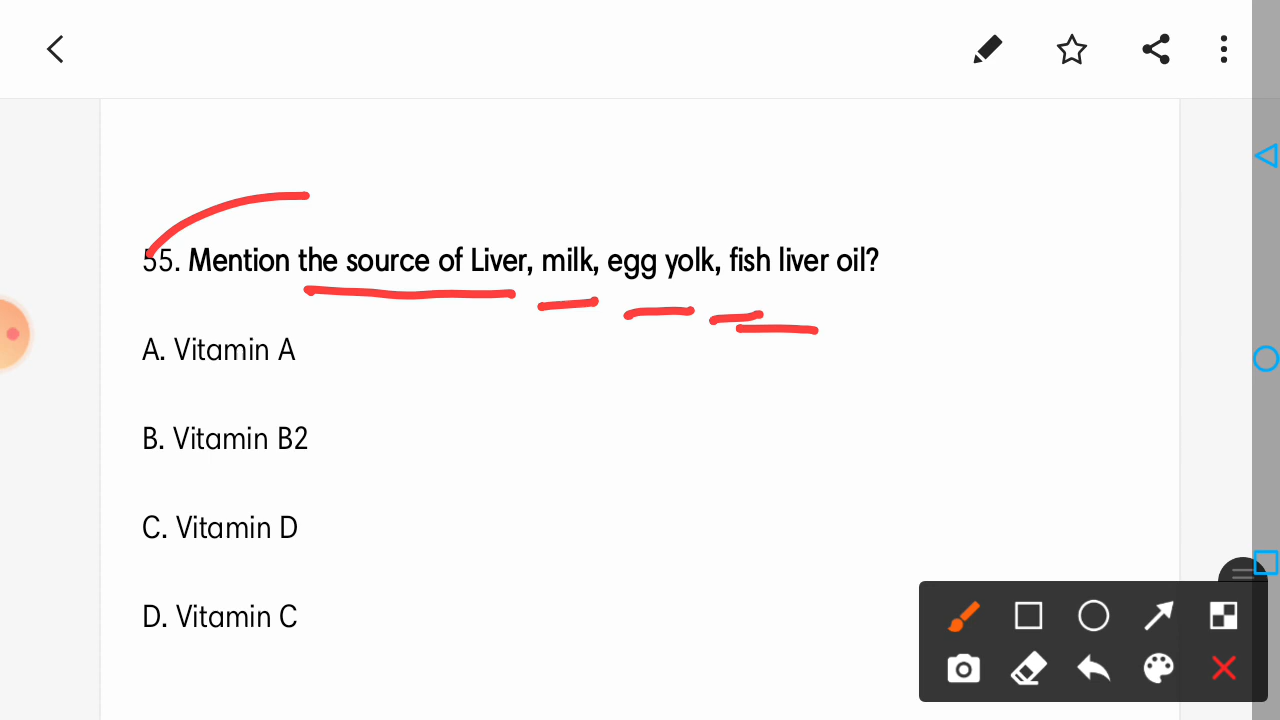 55. Mention the source of Liver, milk, egg yolk, fish liver oil?
A. Vitamin A
B. Vitamin B2
C. Vitamin D
D. Vitamin C